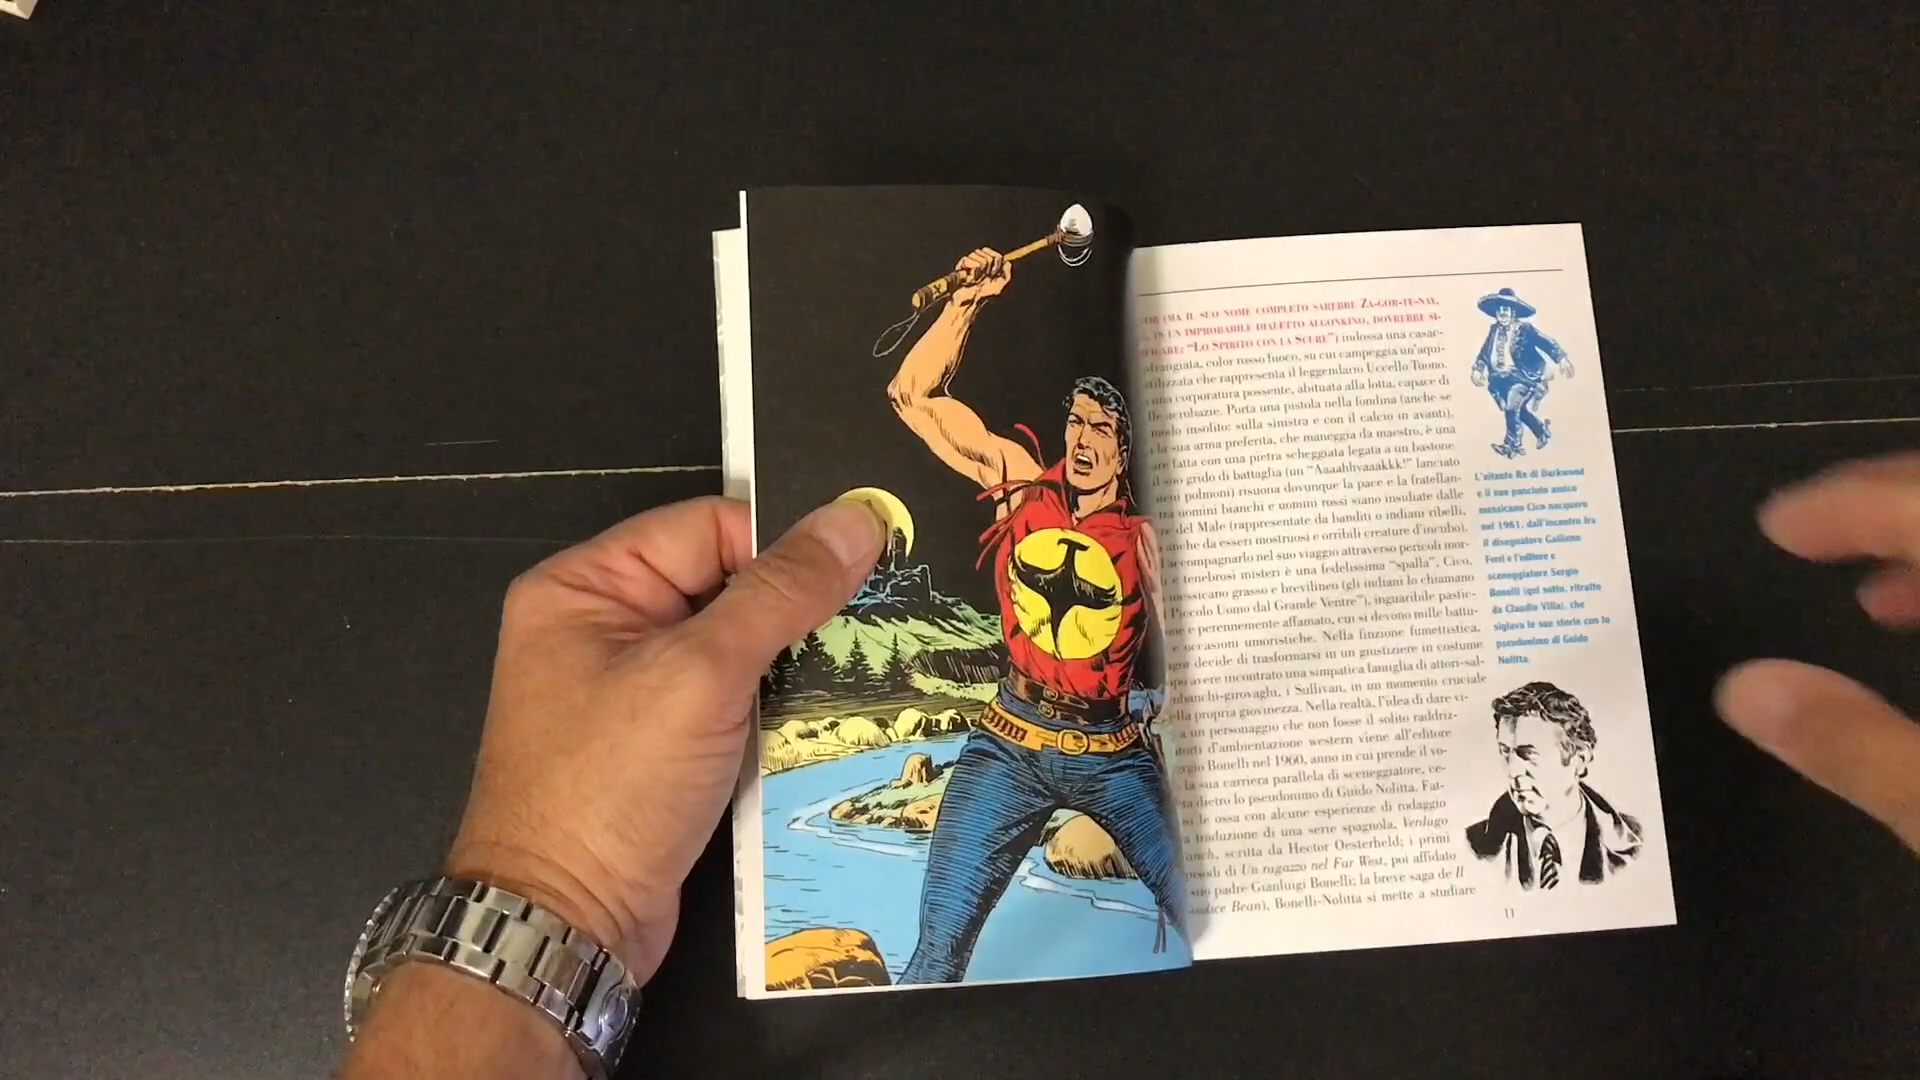 (MA IL SUO NOME COMPLETO SAREBBE ZA-GOR-TE-NAY,
IN UN IMPROBABILE DIALETTO ALGONKINO, DOVREBBE SI-
"LO SPIRITO CON LA SCURE") indossa una casac-
frangiata, color rosso fuoco, su cui campeggia un'aqui-
stilizzata che rappresenta il leggendario Uccello Tuono.
una corporatura possente, abituata alla lotta, capace di
acrobazie. Porta una pistola nella fondina (anche se
modo insolito: sulla sinistra e con il calcio in avanti),
la sua arma preferita, che maneggia da maestro, è una
fatta con una pietra scheggiata legata a un bastone
il suo grido di battaglia (un "Aaaahhyaaakkk!" lanciato
polmoni) risuona dovunque la pace e la fratellan-
tra uomini bianchi e uomini rossi siano insidiate dalle
del Male (rappresentate da banditi o indiani ribelli,
anche da esseri mostruosi e orribili creature d'incubo).
accompagnarlo nel suo viaggio attraverso pericoli mor-
e tenebrosi misteri è una fedelissima "spalla", Cico,
messicano grasso e brevilineo (gli indiani lo chiamano
Piccolo Uomo dal Grande Ventre"), inguaribile pastic-
e perennemente affamato, cui si devono mille battu-
e occasioni umoristiche. Nella finzione fumettistica,
decide di trasformarsi in un giustiziere in costume
avere incontrato una simpatica famiglia di attori-sal-
imbanchi-girovaghi, i Sullivan, in un momento cruciale
propria giovinezza. Nella realtà, l'idea di dare vi-
a un personaggio che non fosse il solito raddriz-
d'ambientazione western viene all'editore
Bonelli nel 1960, anno in cui prende il vo-
la sua carriera parallela di sceneggiatore, ce-
dietro lo pseudonimo di Guido Nolitta. Fat-
le ossa con alcune esperienze di rodaggio
traduzione di una serie spagnola, Verdugo
scritta da Hector Oesterheld; i primi
di Un ragazzo nel Far West, poi affidato
suo padre Gianluigi Bonelli; la breve saga de Il
Bean), Bonelli-Nolitta si mette a studiare
L'aitante Re di Darkwood
e il suo panciuto amico
messicano Cico nacquero
nel 1961, dall'incontro fra
il disegnatore Gallieno
Ferri e l'editore e
sceneggiatore Sergio
Bonelli (qui sotto, ritratto
da Claudio Villa), che
siglava le sue storie con lo
pseudonimo di Guido
Nolitta.
11